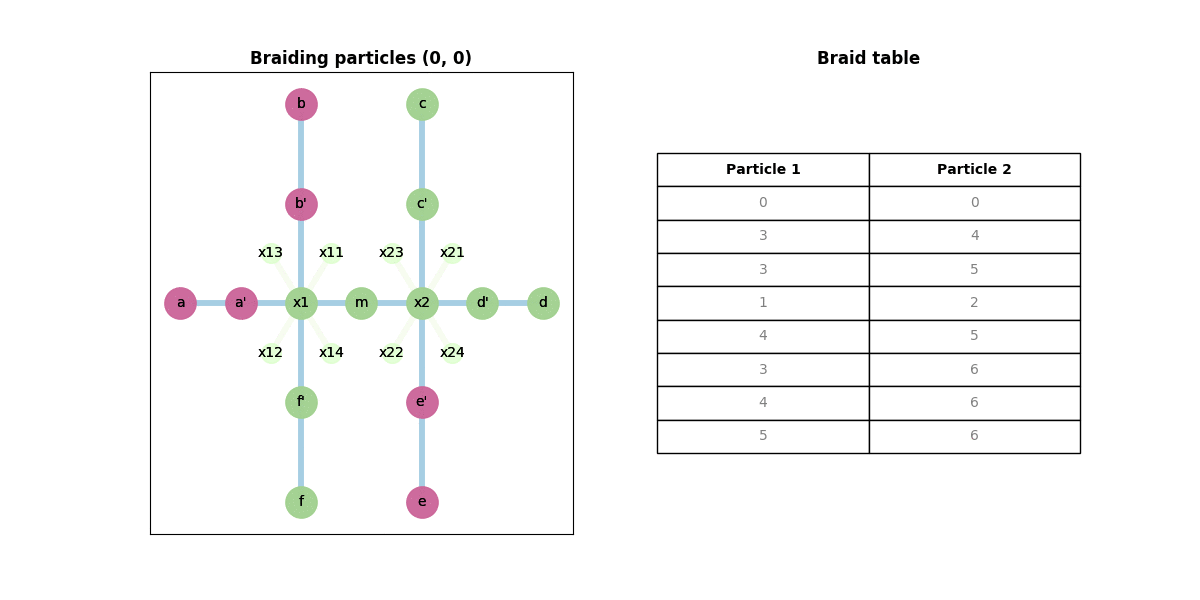 Braiding particles (0, 0)
b
c
b'
c'
x13
x11
x23
x21
a
a'
x1
m
x2
d'
d
x12
x14
x22
x24
f'
e'
f
e
Braid table
Particle 1 Particle 2
0 0
3 4
3 5
1 2
4 5
3 6
4 6
5 6